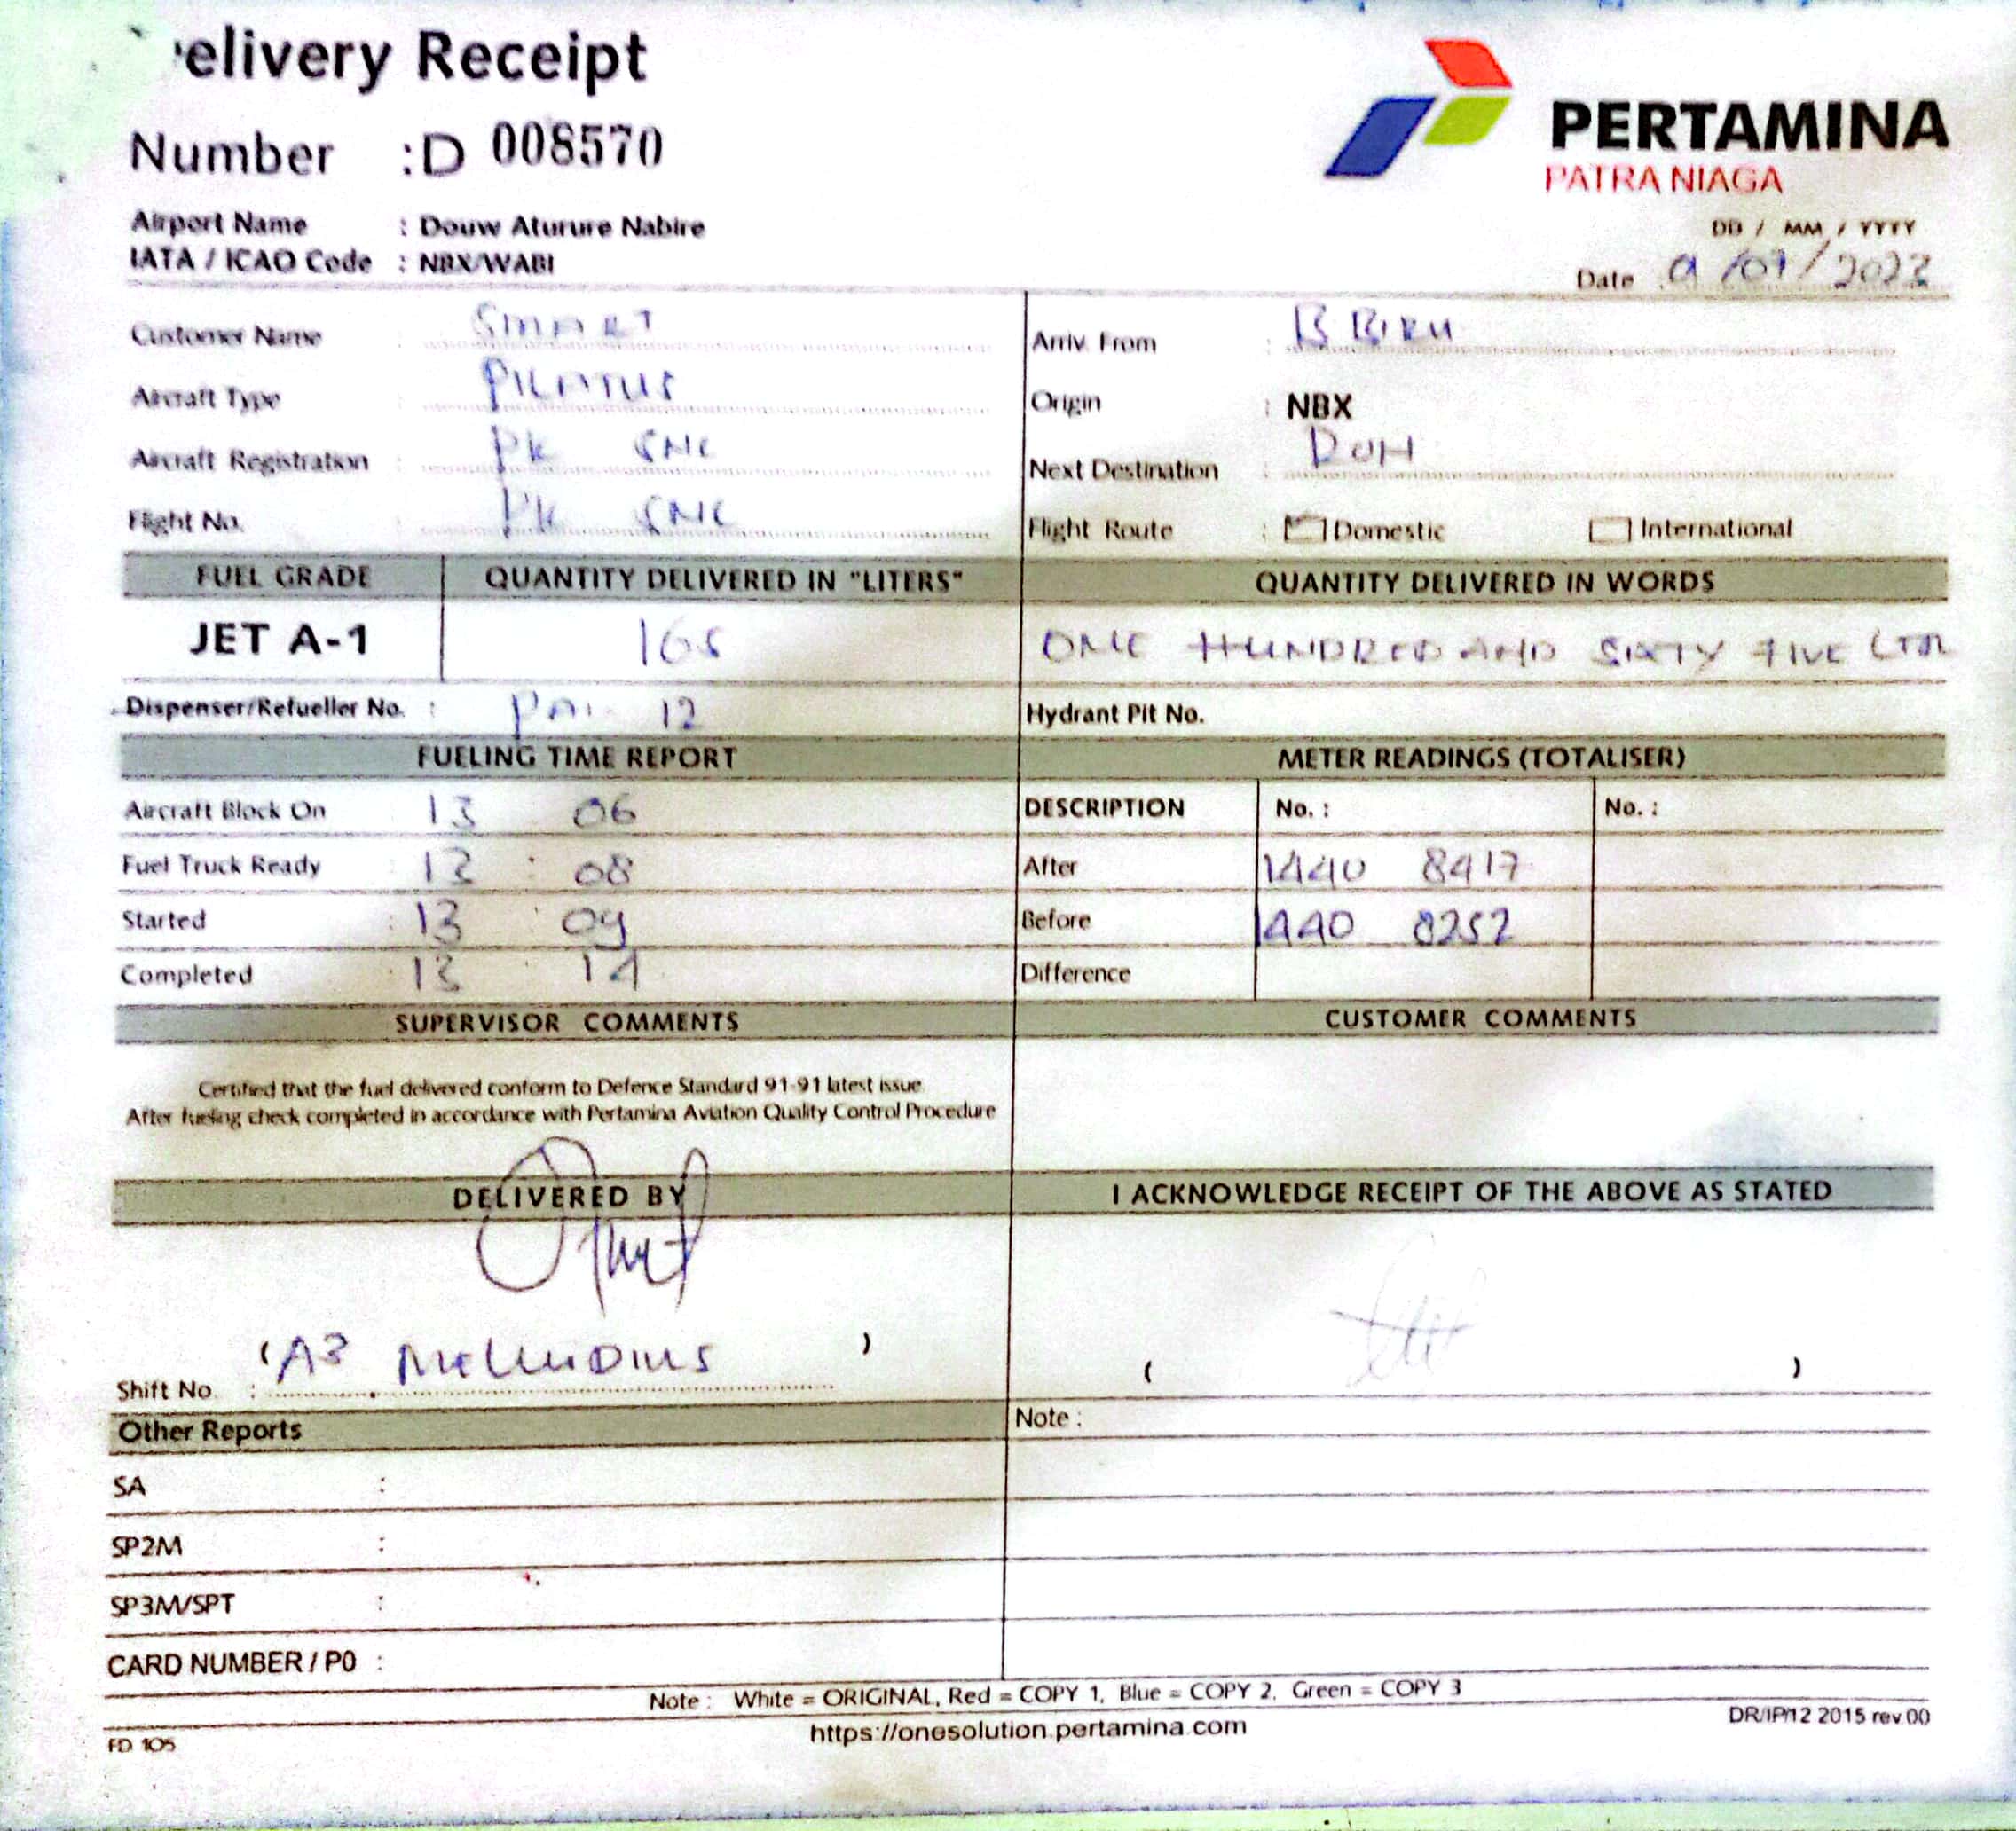 elivery Receipt
Number :D 008570
PERTAMINA
PATRA NIAGA
Airport Name : Douw Aturure Nabire
IATA / ICAO Code : NBX/WABI
DD / MM / YYYY
Date
Customer Name : SMART
Aircraft Type : PILATUS
Aircraft Registration : PK
Flight No. : PK
Arriv. From : B BIRU
Origin : NBX
Next Destination :
Flight Route : Domestic International
FUEL GRADE QUANTITY DELIVERED IN "LITERS" QUANTITY DELIVERED IN WORDS
JET A-1 165 ONE HUNDRED AND SIXTY FIVE LTR
Dispenser/Refueller No. : 12 Hydrant Pit No.
FUELING TIME REPORT METER READINGS (TOTALISER)
Aircraft Block On 13 06 DESCRIPTION No. : No. :
Fuel Truck Ready : 08 After 1440 8417
Started : 13 : 09 Before 1440 8252
Completed 13 : 14 Difference
SUPERVISOR COMMENTS CUSTOMER COMMENTS
Certified that the fuel delivered conform to Defence Standard 91-91 latest issue
After fueling check completed in accordance with Pertamina Aviation Quality Control Procedure
DELIVERED BY I ACKNOWLEDGE RECEIPT OF THE ABOVE AS STATED
( A3 ) ( )
Shift No. :
Other Reports Note :
SA :
SP2M :
SP3M/SPT :
CARD NUMBER / P0 :
Note : White = ORIGINAL, Red = COPY 1, Blue = COPY 2, Green = COPY 3
https://onesolution.pertamina.com
FD 105
DR/IP/12 2015 rev.00